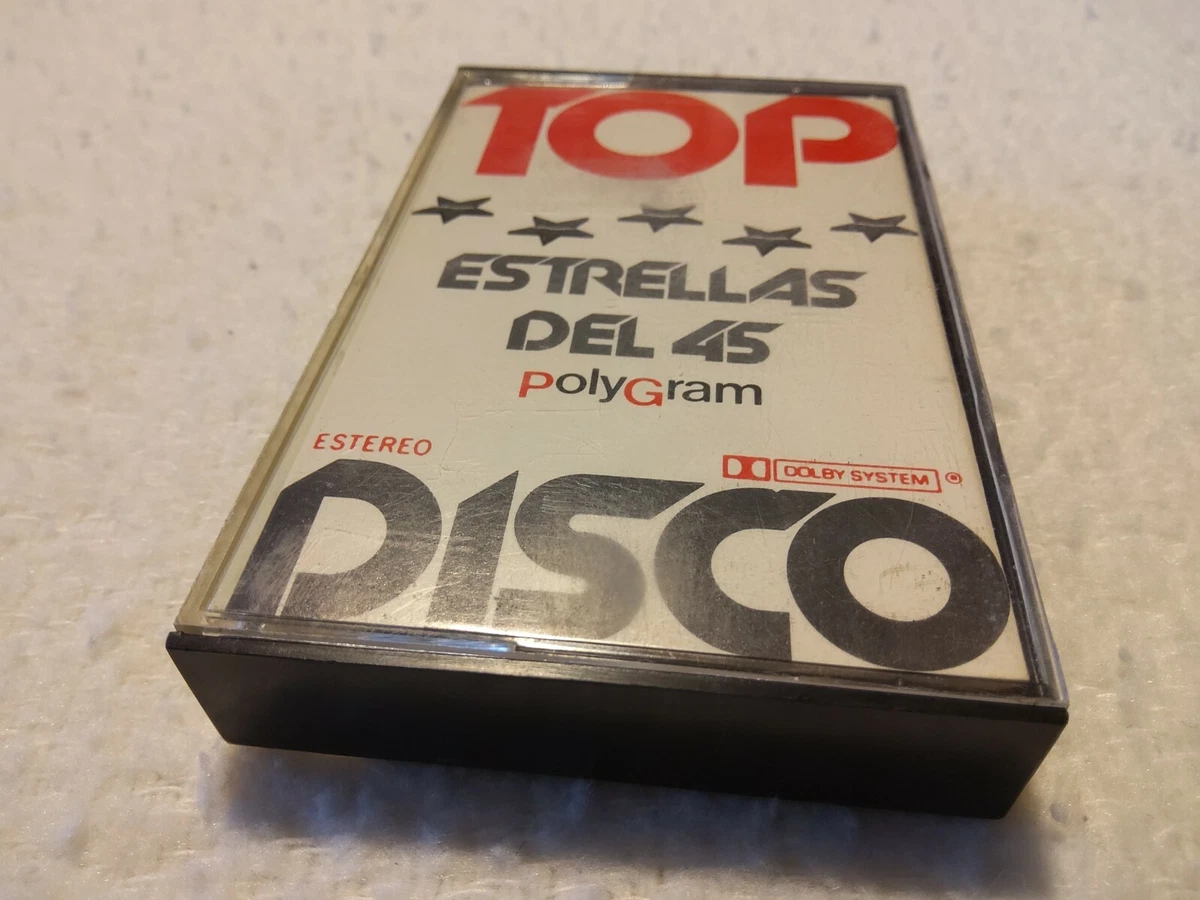 TOP
ESTRELLAS
DEL 45
PolyGram
ESTEREO
DOLBY SYSTEM ®
DISCO